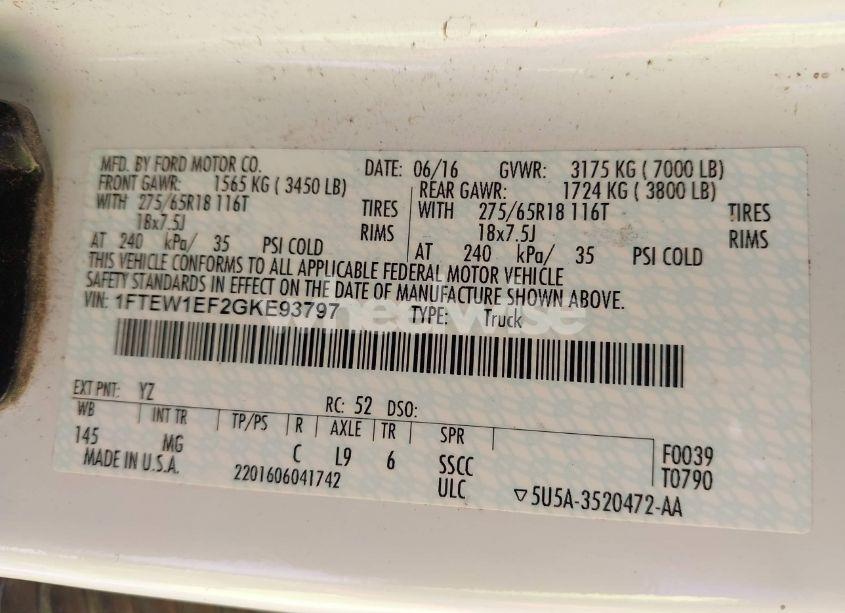 MFD. BY FORD MOTOR CO. DATE: 06/16 GVWR: 3175 KG ( 7000 LB)
FRONT GAWR: 1565 KG ( 3450 LB) REAR GAWR: 1724 KG ( 3800 LB)
WITH 275/65R18 116T TIRES WITH 275/65R18 116T TIRES
18x7.5J RIMS 18x7.5J RIMS
AT 240 kPa/ 35 PSI COLD AT 240 kPa/ 35 PSI COLD
THIS VEHICLE CONFORMS TO ALL APPLICABLE FEDERAL MOTOR VEHICLE
SAFETY STANDARDS IN EFFECT ON THE DATE OF MANUFACTURE SHOWN ABOVE.
VIN: 1FTEW1EF2GKE93797 TYPE: Truck
EXT PNT: YZ RC: 52 DSO:
WB INT TR TP/PS R AXLE TR SPR
145 MG C L9 6 SSCC F0039
MADE IN U.S.A. 2201606041742 ULC T0790
▽5U5A-3520472-AA